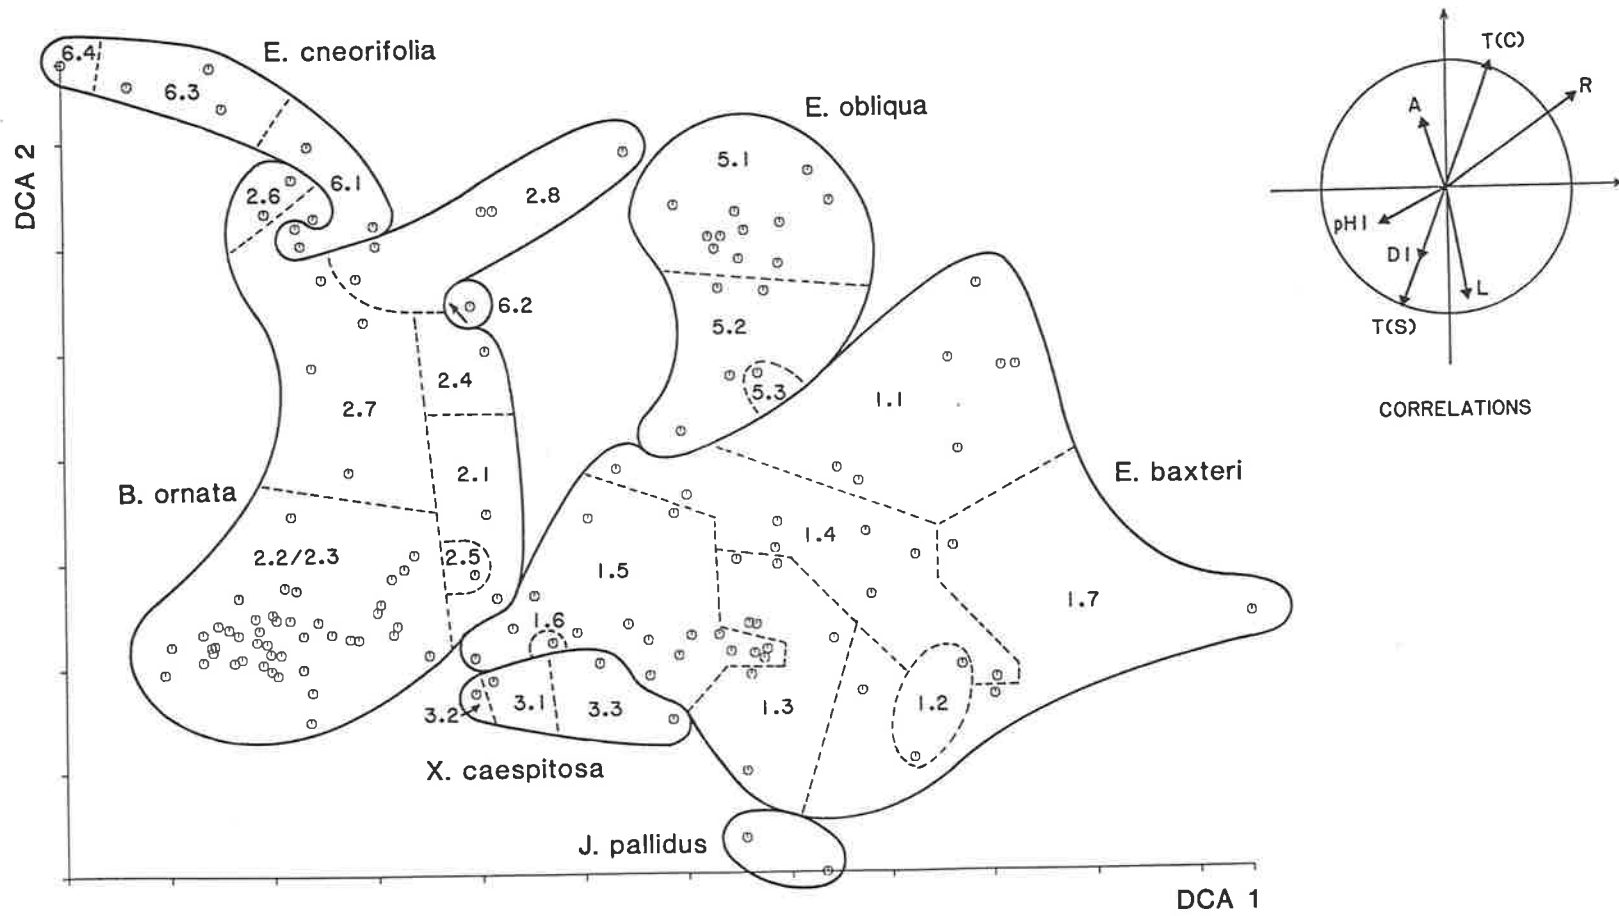 6.4
E. cneorifolia
6.3
T(C)
R
A
E. obliqua
5.1
DCA 2
2.6
6.1
2.8
pHI
DI
L
T(S)
6.2
5.2
2.4
5.3
1.1
CORRELATIONS
2.7
2.1
E. baxteri
B. ornata
1.4
2.2/2.3
2.5
1.5
1.7
1.6
3.2
3.1
3.3
1.3
1.2
X. caespitosa
J. pallidus
DCA 1